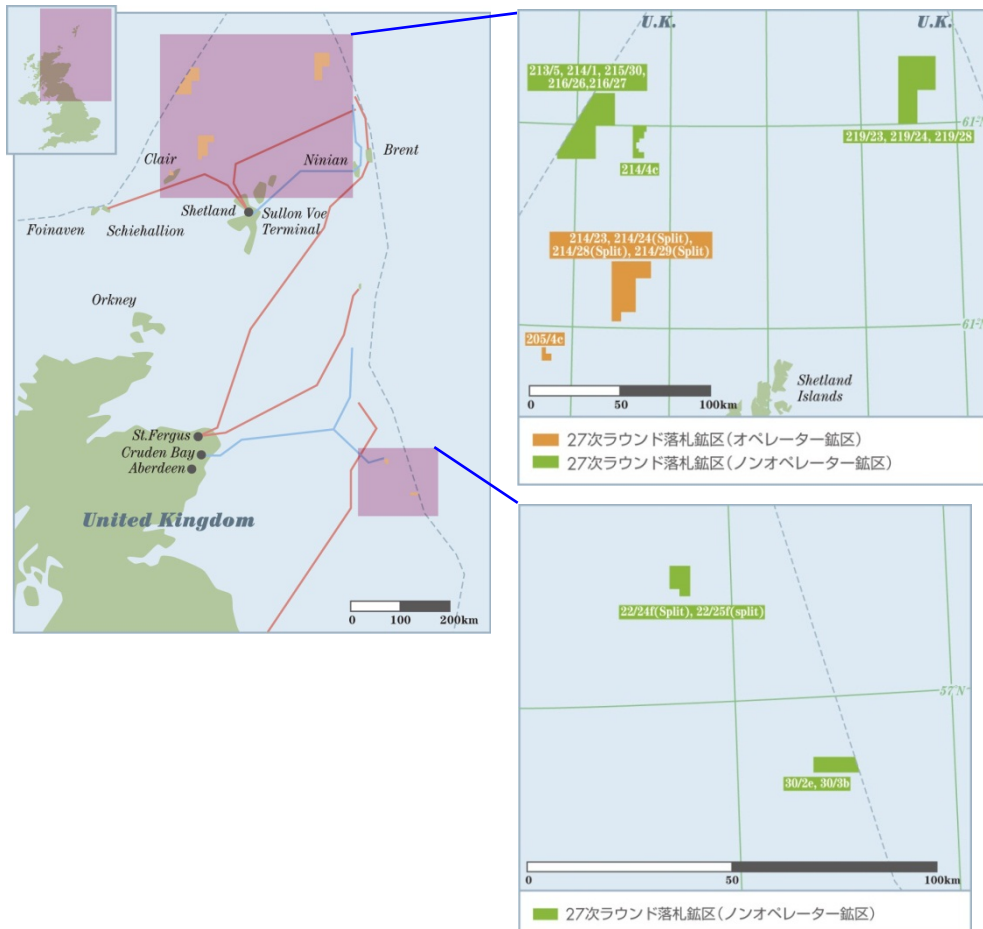 Clair
Ninian
Brent
Foinaven
Schiehallion
Shetland
Sullon Voe
Terminal
Orkney
St.Fergus
Cruden Bay
Aberdeen
United Kingdom
0 100 200km
U.K. U.K.
213/5, 214/1, 215/30,
216/26,216/27
61°N
219/23, 219/24, 219/28
214/4c
214/23, 214/24(Split),
214/28(Split), 214/29(Split)
61°N
205/4c
Shetland
Islands
0 50 100km
27次ラウンド落札鉱区(オペレーター鉱区)
27次ラウンド落札鉱区(ノンオペレーター鉱区)
22/24f(Split), 22/25f(split)
57°N
30/2e, 30/3b
0 50 100km
27次ラウンド落札鉱区(ノンオペレーター鉱区)